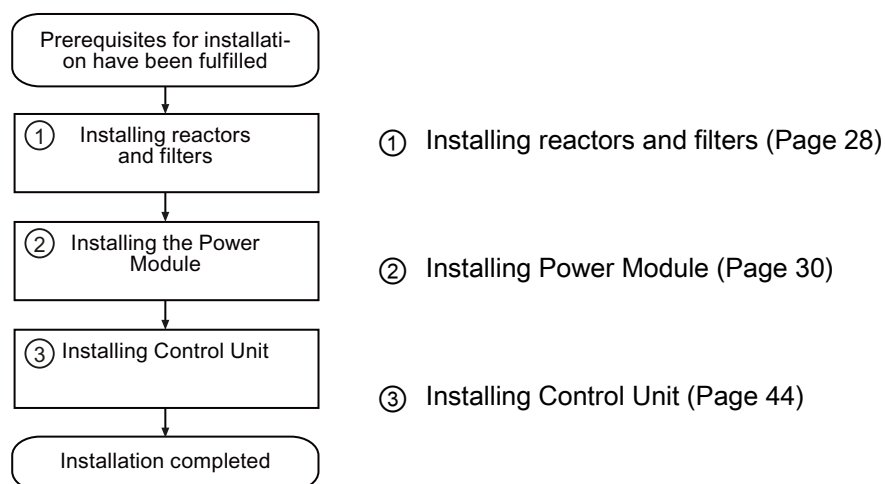 Prerequisites for installati-
on have been fulfilled
① Installing reactors
and filters
① Installing reactors and filters (Page 28)
② Installing the Power
Module
② Installing Power Module (Page 30)
③ Installing Control Unit
③ Installing Control Unit (Page 44)
Installation completed